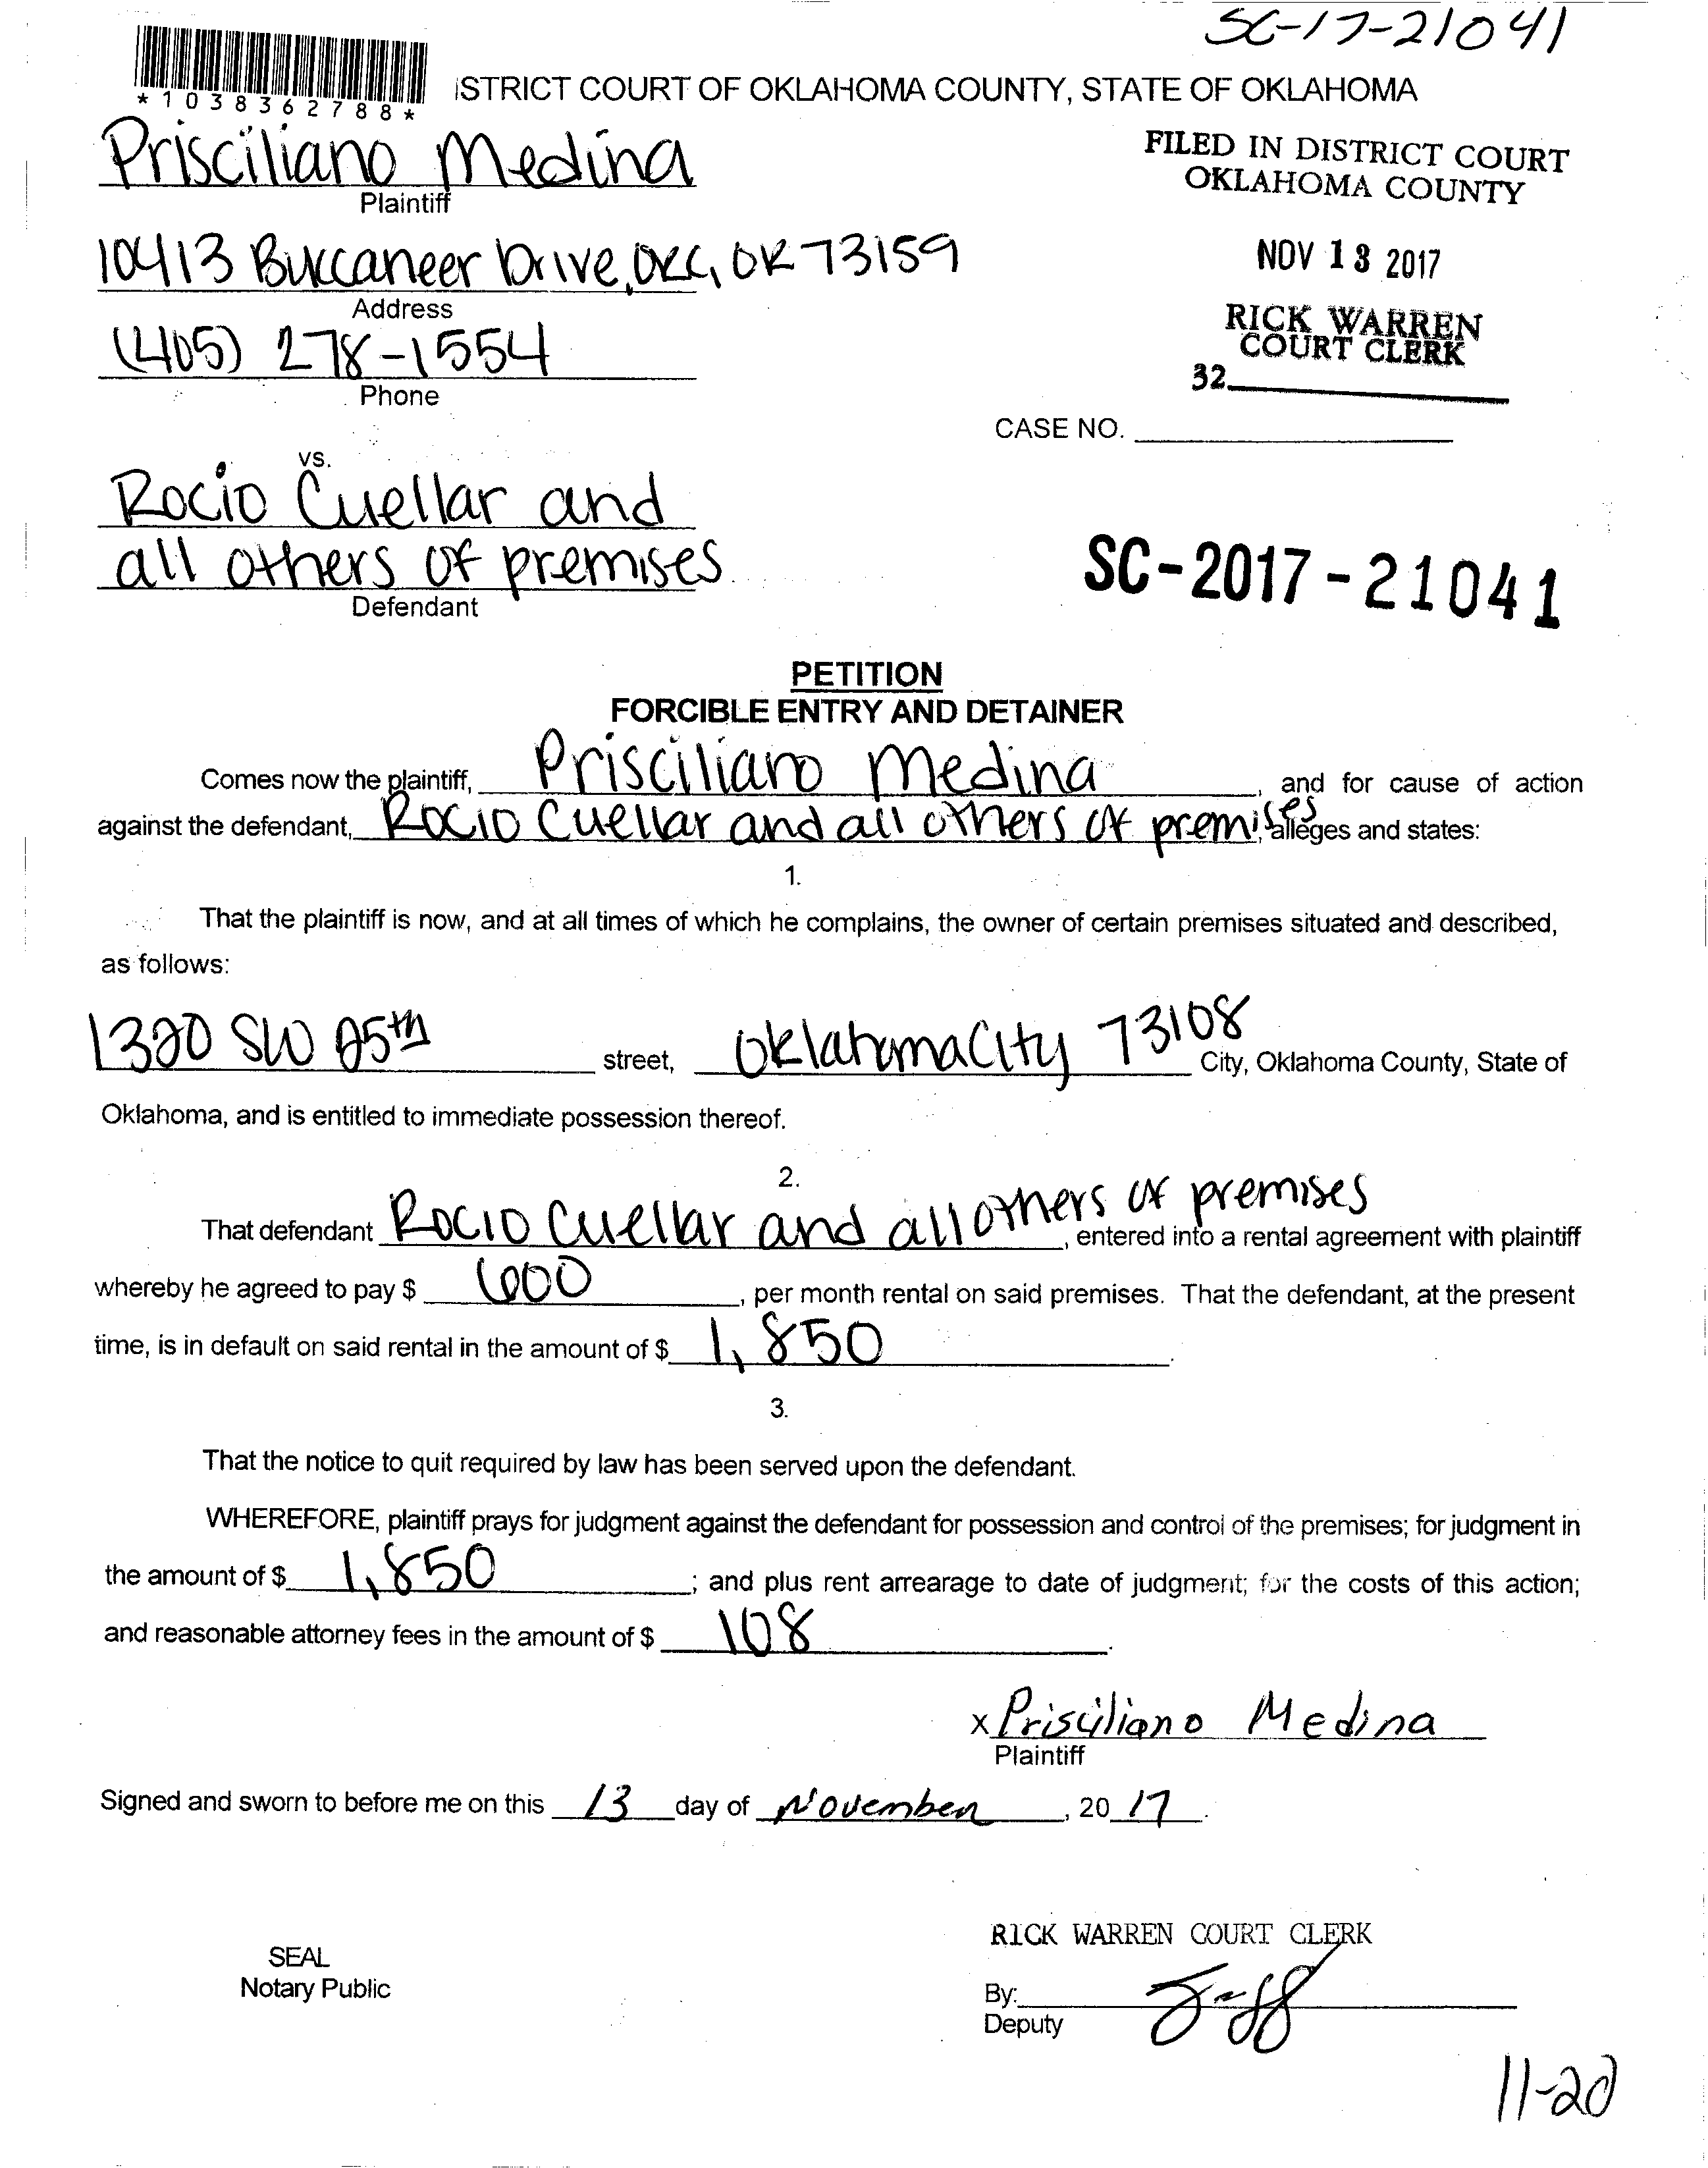 SC-17-21041
*1038362788*
ISTRICT COURT OF OKLAHOMA COUNTY, STATE OF OKLAHOMA
Prisciliano Medina
Plaintiff
FILED IN DISTRICT COURT
OKLAHOMA COUNTY
10413 Buccaneer Drive, OKC, OK 73159
Address
NOV 13 2017
(405) 278-1554
Phone
RICK WARREN
COURT CLERK
32
CASE NO.
vs.
Rocio Cuellar and
all others of premises
Defendant
SC-2017-21041
PETITION
FORCIBLE ENTRY AND DETAINER
Comes now the plaintiff, Prisciliano Medina, and for cause of action
against the defendant, Rocio Cuellar and all others of premises, alleges and states:
1.
That the plaintiff is now, and at all times of which he complains, the owner of certain premises situated and described,
as follows:
1320 SW 25th street, Oklahoma City 73108 City, Oklahoma County, State of
Oklahoma, and is entitled to immediate possession thereof.
2.
That defendant Rocio Cuellar and all others of premises, entered into a rental agreement with plaintiff
whereby he agreed to pay $ 600, per month rental on said premises. That the defendant, at the present
time, is in default on said rental in the amount of $ 1,850.
3.
That the notice to quit required by law has been served upon the defendant.
WHEREFORE, plaintiff prays for judgment against the defendant for possession and control of the premises; for judgment in
the amount of $ 1,850; and plus rent arrearage to date of judgment; for the costs of this action;
and reasonable attorney fees in the amount of $ 108.
x Prisciliano Medina
Plaintiff
Signed and sworn to before me on this 13 day of November, 20 17.
RICK WARREN COURT CLERK
SEAL
Notary Public
By:
Deputy
11-20